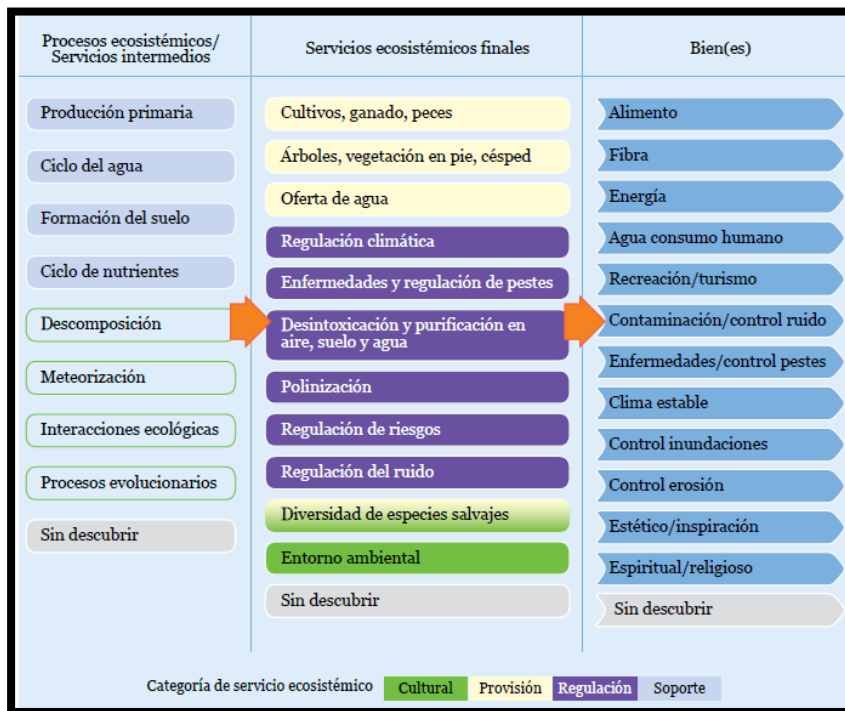 Procesos ecosistémicos/
Servicios intermedios
Producción primaria
Ciclo del agua
Formación del suelo
Ciclo de nutrientes
Descomposición
Meteorización
Interacciones ecológicas
Procesos evolucionarios
Sin descubrir
Servicios ecosistémicos finales
Cultivos, ganado, peces
Árboles, vegetación en pie, césped
Oferta de agua
Regulación climática
Enfermedades y regulación de pestes
Desintoxicación y purificación en
aire, suelo y agua
Polinización
Regulación de riesgos
Regulación del ruido
Diversidad de especies salvajes
Entorno ambiental
Sin descubrir
Bien(es)
Alimento
Fibra
Energía
Agua consumo humano
Recreación/turismo
Contaminación/control ruido
Enfermedades/control pestes
Clima estable
Control inundaciones
Control erosión
Estético/inspiración
Espiritual/religioso
Sin descubrir
Categoría de servicio ecosistémico Cultural Provisión Regulación Soporte